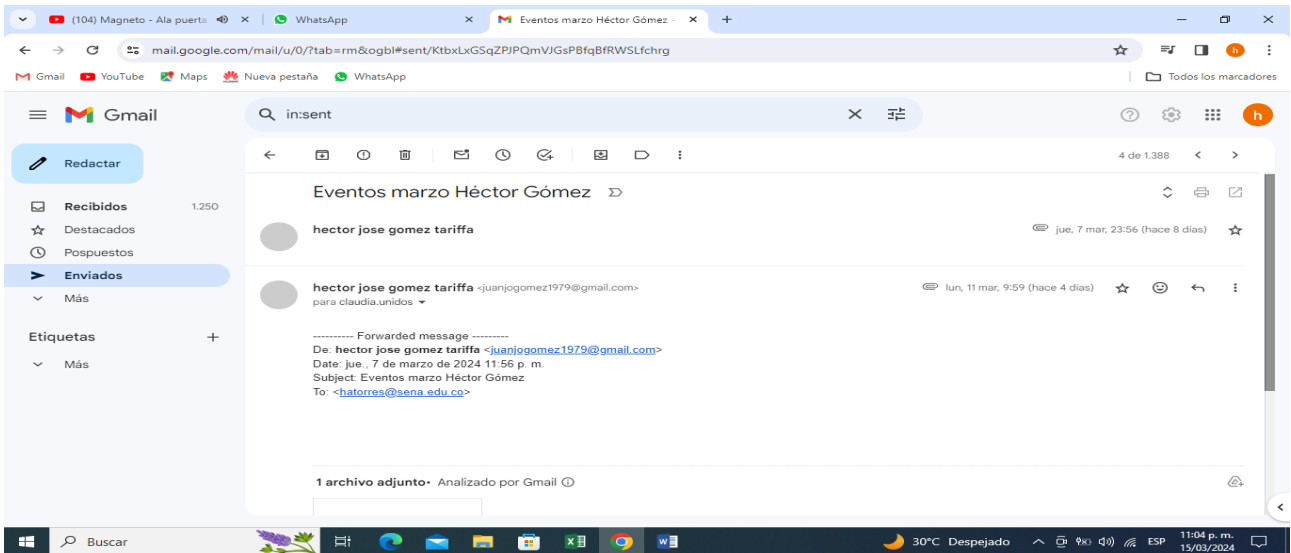 (104) Magneto - Ala puerta
WhatsApp
Eventos marzo Héctor Gómez -
mail.google.com/mail/u/0/?tab=rm&ogbl#sent/KtbxLxGSqZPJPQmVJGsPBfqBfRWSLfchrg
h
Gmail YouTube Maps Nueva pestaña WhatsApp Todos los marcadores
Gmail in:sent h
Redactar 4 de 1.388
Eventos marzo Héctor Gómez
Recibidos 1.250
Destacados
Pospuestos
Enviados
Más
Etiquetas +
Más
hector jose gomez tariffa jue, 7 mar, 23:56 (hace 8 días)
hector jose gomez tariffa <juanjogomez1979@gmail.com> lun, 11 mar, 9:59 (hace 4 días)
para claudia.unidos
---------- Forwarded message ---------
De: hector jose gomez tariffa <juanjogomez1979@gmail.com>
Date: jue., 7 de marzo de 2024 11:56 p. m.
Subject: Eventos marzo Héctor Gómez
To: <hatorres@sena.edu.co>
1 archivo adjunto• Analizado por Gmail
Buscar 30°C Despejado ESP 11:04 p. m.
15/03/2024